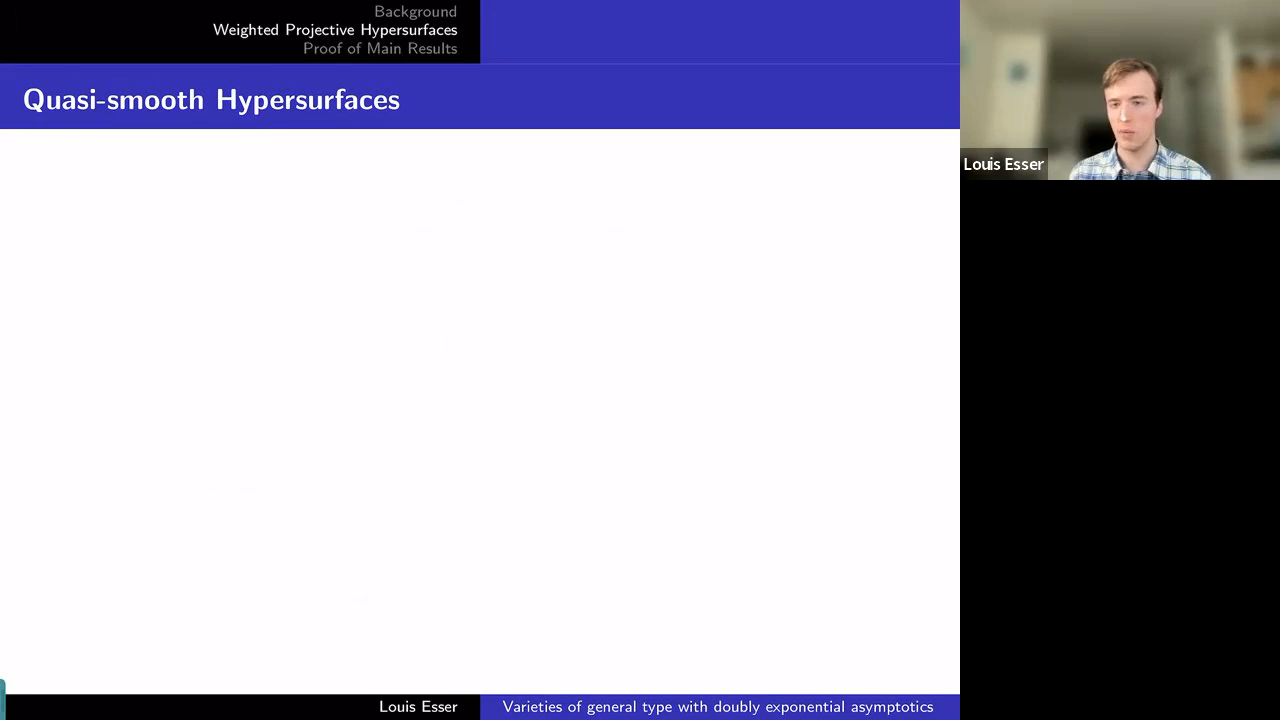 Background
Weighted Projective Hypersurfaces
Proof of Main Results
Quasi-smooth Hypersurfaces
Louis Esser
Louis Esser
Varieties of general type with doubly exponential asymptotics